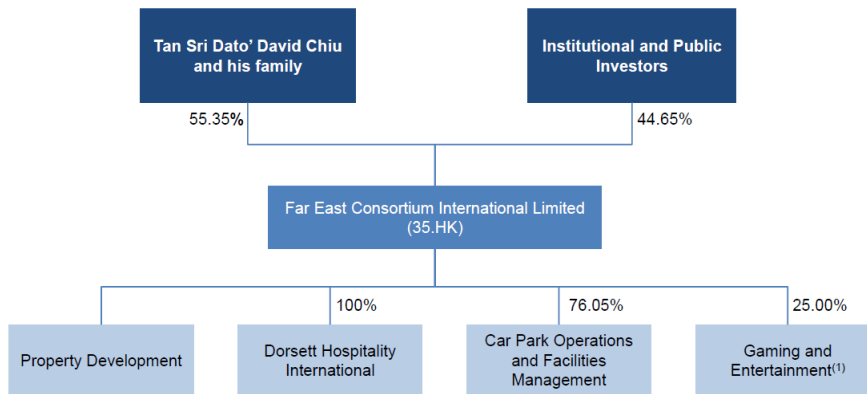 Tan Sri Dato’ David Chiu
and his family
Institutional and Public
Investors
55.35%
44.65%
Far East Consortium International Limited
(35.HK)
100%
76.05%
25.00%
Property Development
Dorsett Hospitality
International
Car Park Operations
and Facilities
Management
Gaming and
Entertainment(1)